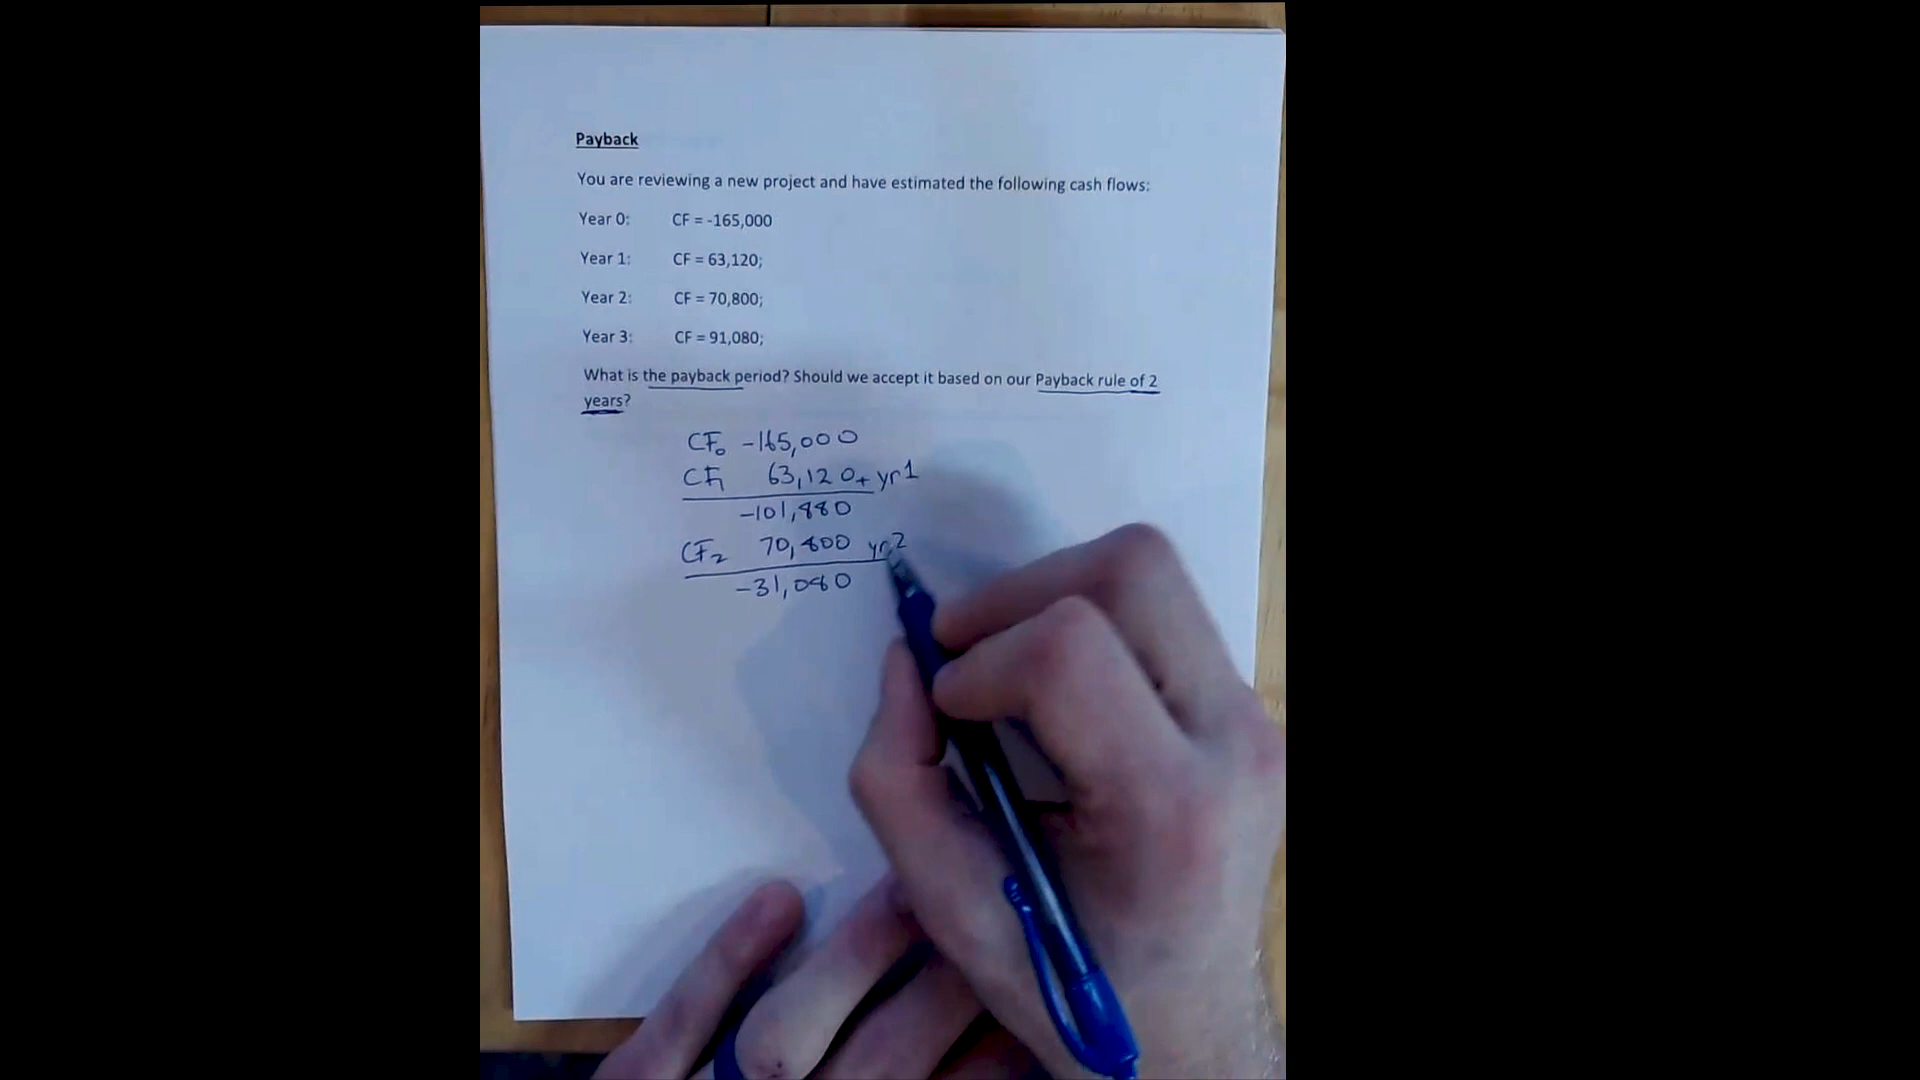 Payback
You are reviewing a new project and have estimated the following cash flows:
Year 0: CF = -165,000
Year 1: CF = 63,120;
Year 2: CF = 70,800;
Year 3: CF = 91,080;
What is the payback period? Should we accept it based on our Payback rule of 2
years?
CF₀ -165,000
CF₁ 63,120+ yr 1
-101,880
CF₂ 70,800 yr 2
-31,080